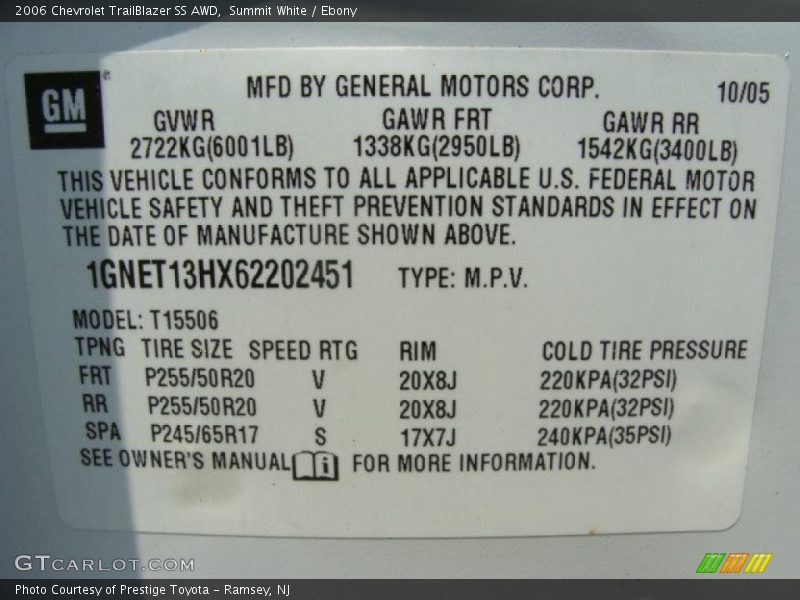 2006 Chevrolet TrailBlazer SS AWD, Summit White / Ebony
GM®
MFD BY GENERAL MOTORS CORP. 10/05
GVWR GAWR FRT GAWR RR
2722KG(6001LB) 1338KG(2950LB) 1542KG(3400LB)
THIS VEHICLE CONFORMS TO ALL APPLICABLE U.S. FEDERAL MOTOR
VEHICLE SAFETY AND THEFT PREVENTION STANDARDS IN EFFECT ON
THE DATE OF MANUFACTURE SHOWN ABOVE.
1GNET13HX62202451 TYPE: M.P.V.
MODEL: T15506
TPNG TIRE SIZE SPEED RTG RIM COLD TIRE PRESSURE
FRT P255/50R20 V 20X8J 220KPA(32PSI)
RR P255/50R20 V 20X8J 220KPA(32PSI)
SPA P245/65R17 S 17X7J 240KPA(35PSI)
SEE OWNER'S MANUAL i FOR MORE INFORMATION.
GTCARLOT.COM
Photo Courtesy of Prestige Toyota - Ramsey, NJ